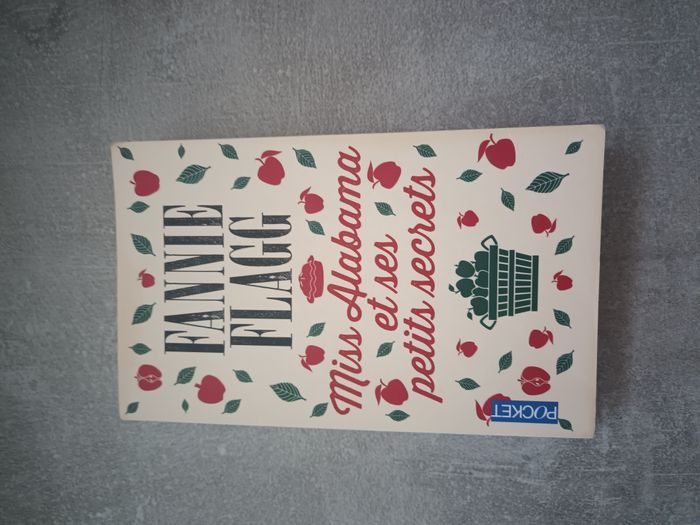 FANNIE
FLAGG
Miss Alabama
et ses
petits secrets
POCKET